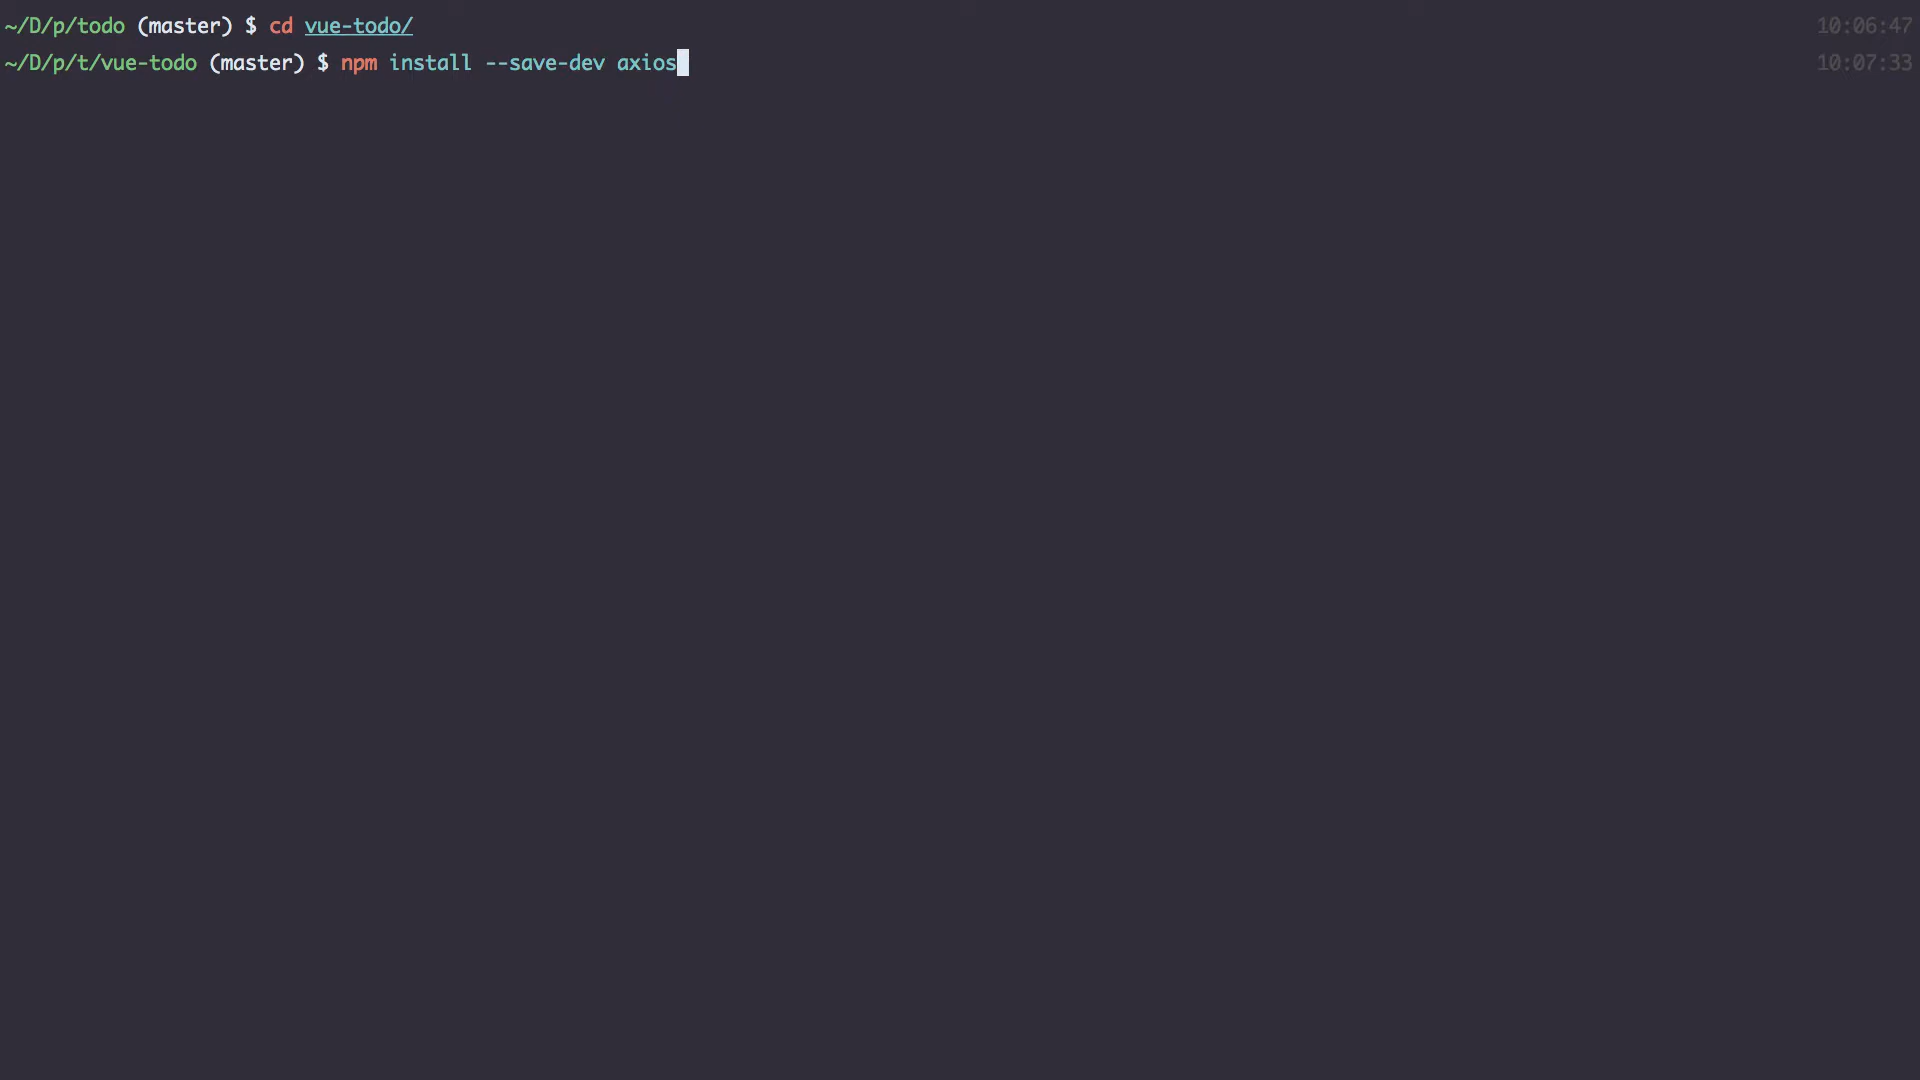 ~/D/p/todo (master) $ cd vue-todo/ 10:06:47
~/D/p/t/vue-todo (master) $ npm install --save-dev axios 10:07:33